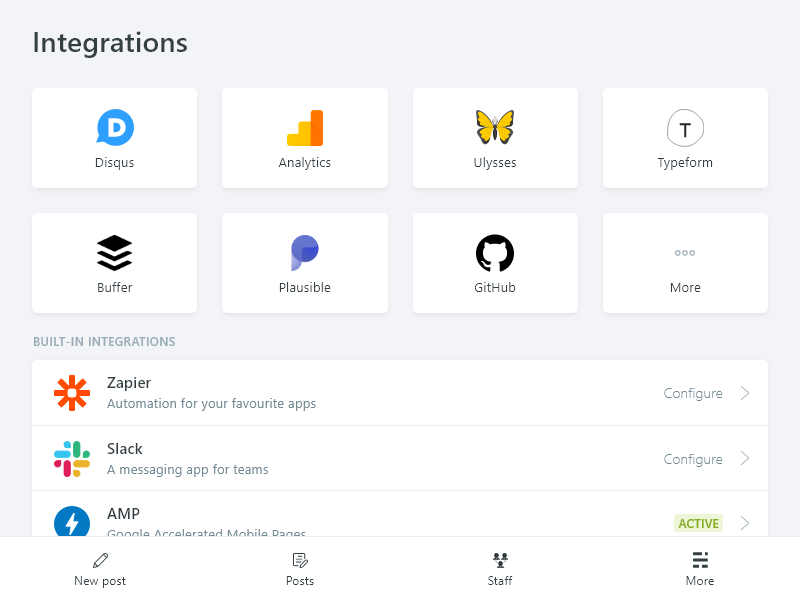 Integrations
Disqus
Analytics
Ulysses
T
Typeform
Buffer
Plausible
GitHub
More
BUILT-IN INTEGRATIONS
Zapier
Automation for your favourite apps
Configure
Slack
A messaging app for teams
Configure
AMP
Google Accelerated Mobile Pages
ACTIVE
New post
Posts
Staff
More